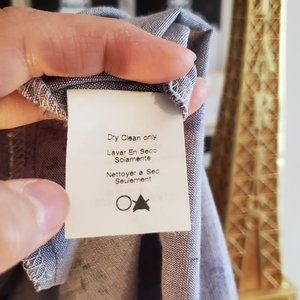 Dry Clean only
Lavar En Seco
Solamente
Nettoyer a Sec
Seulement